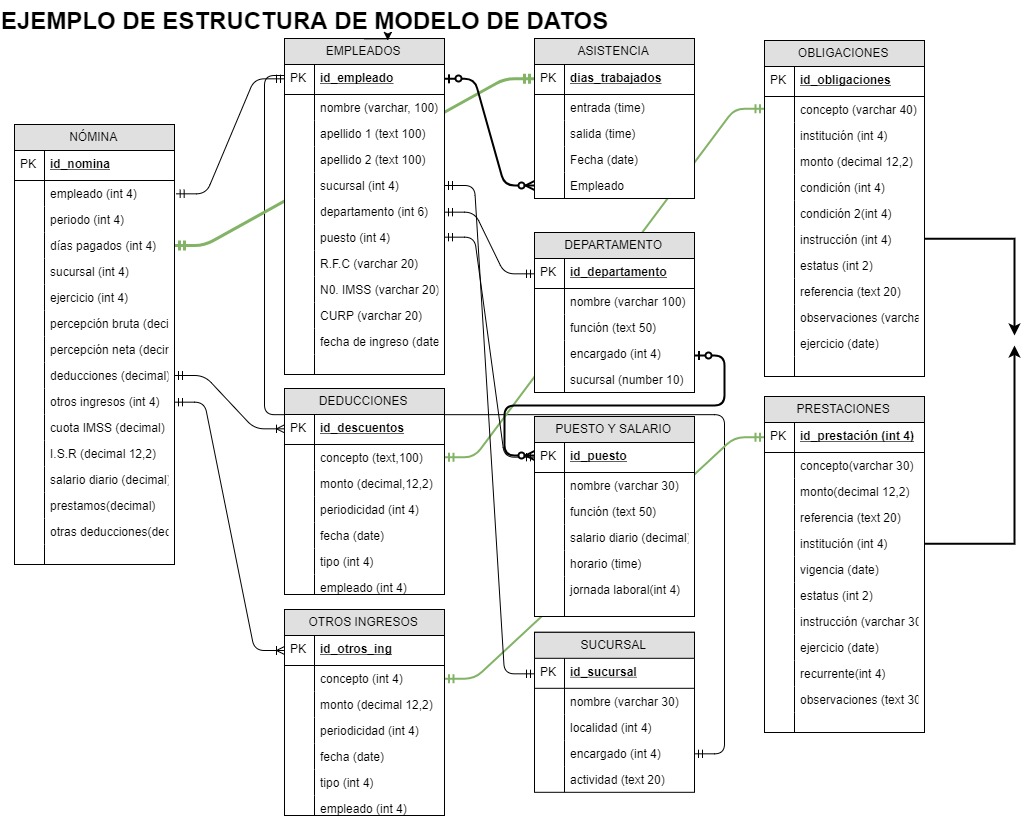 EJEMPLO DE ESTRUCTURA DE MODELO DE DATOS
NÓMINA
PK id_nomina
empleado (int 4)
periodo (int 4)
días pagados (int 4)
sucursal (int 4)
ejercicio (int 4)
percepción bruta (deci
percepción neta (decir
deducciones (decimal)
otros ingresos (int 4)
cuota IMSS (decimal)
I.S.R (decimal 12,2)
salario diario (decimal)
prestamos(decimal)
otras deducciones(dec
EMPLEADOS
PK id_empleado
nombre (varchar, 100)
apellido 1 (text 100)
apellido 2 (text 100)
sucursal (int 4)
departamento (int 6)
puesto (int 4)
R.F.C (varchar 20)
N0. IMSS (varchar 20)
CURP (varchar 20)
fecha de ingreso (date
DEDUCCIONES
PK id_descuentos
concepto (text,100)
monto (decimal,12,2)
periodicidad (int 4)
fecha (date)
tipo (int 4)
empleado (int 4)
OTROS INGRESOS
PK id_otros_ing
concepto (int 4)
monto (decimal 12,2)
periodicidad (int 4)
fecha (date)
tipo (int 4)
empleado (int 4)
ASISTENCIA
PK dias_trabajados
entrada (time)
salida (time)
Fecha (date)
Empleado
DEPARTAMENTO
PK id_departamento
nombre (varchar 100)
función (text 50)
encargado (int 4)
sucursal (number 10)
PUESTO Y SALARIO
PK id_puesto
nombre (varchar 30)
función (text 50)
salario diario (decimal)
horario (time)
jornada laboral(int 4)
SUCURSAL
PK id_sucursal
nombre (varchar 30)
localidad (int 4)
encargado (int 4)
actividad (text 20)
OBLIGACIONES
PK id_obligaciones
concepto (varchar 40)
institución (int 4)
monto (decimal 12,2)
condición (int 4)
condición 2(int 4)
instrucción (int 4)
estatus (int 2)
referencia (text 20)
observaciones (varcha
ejercicio (date)
PRESTACIONES
PK id_prestación (int 4)
concepto(varchar 30)
monto(decimal 12,2)
referencia (text 20)
institución (int 4)
vigencia (date)
estatus (int 2)
instrucción (varchar 30
ejercicio (date)
recurrente(int 4)
observaciones (text 30